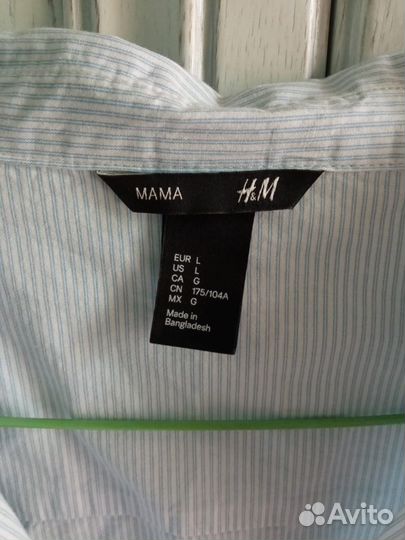 MAMA H&M
EUR L
US L
CA G
CN 175/104A
MX G
Made in
Bangladesh
Avito